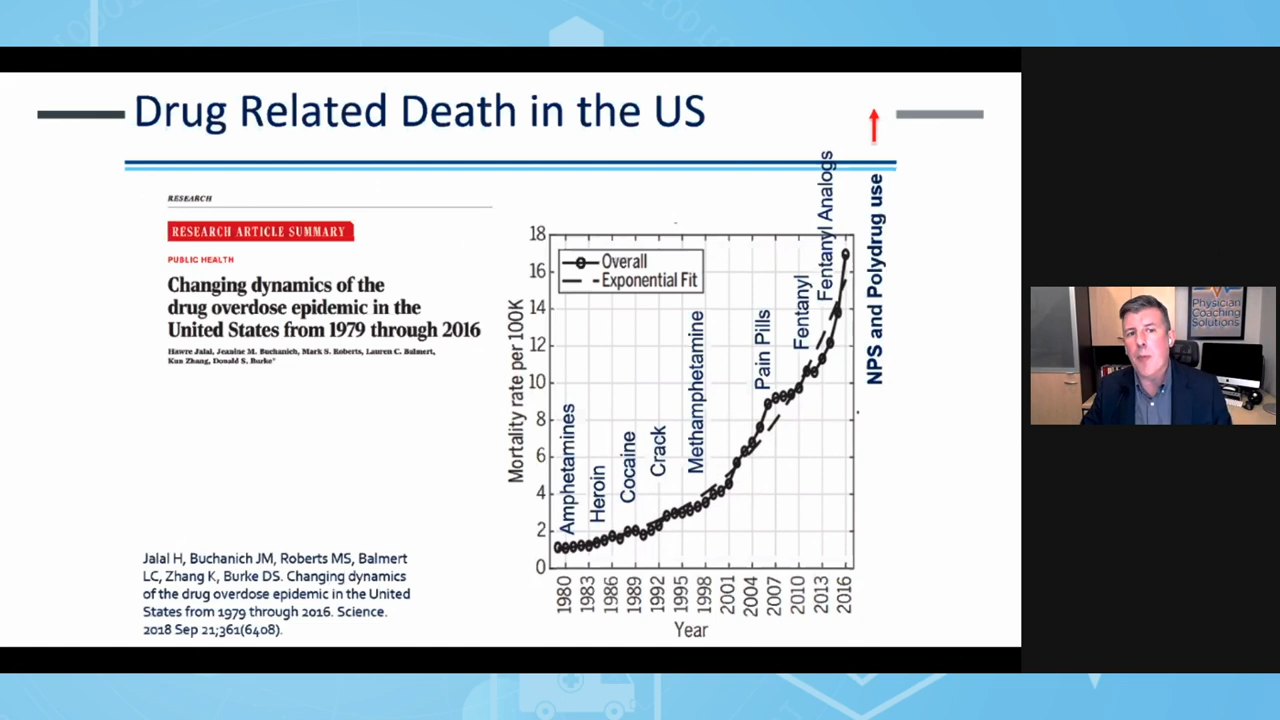 Drug Related Death in the US
RESEARCH
RESEARCH ARTICLE SUMMARY
PUBLIC HEALTH
Changing dynamics of the
drug overdose epidemic in the
United States from 1979 through 2016
Hawre Jalal, Jeanine M. Buchanich, Mark S. Roberts, Lauren C. Balmert,
Kun Zhang, Donald S. Burke*
Jalal H, Buchanich JM, Roberts MS, Balmert
LC, Zhang K, Burke DS. Changing dynamics
of the drug overdose epidemic in the United
States from 1979 through 2016. Science.
2018 Sep 21;361(6408).
Mortality rate per 100K
18
16
14
12
10
8
6
4
2
0
Overall
Exponential Fit
Amphetamines
Heroin
Cocaine
Crack
Methamphetamine
Pain Pills
Fentanyl
Fentanyl Analogs
NPS and Polydrug use
1980
1983
1986
1989
1992
1995
1998
2001
2004
2007
2010
2013
2016
Year
Physician
Coaching
Solutions